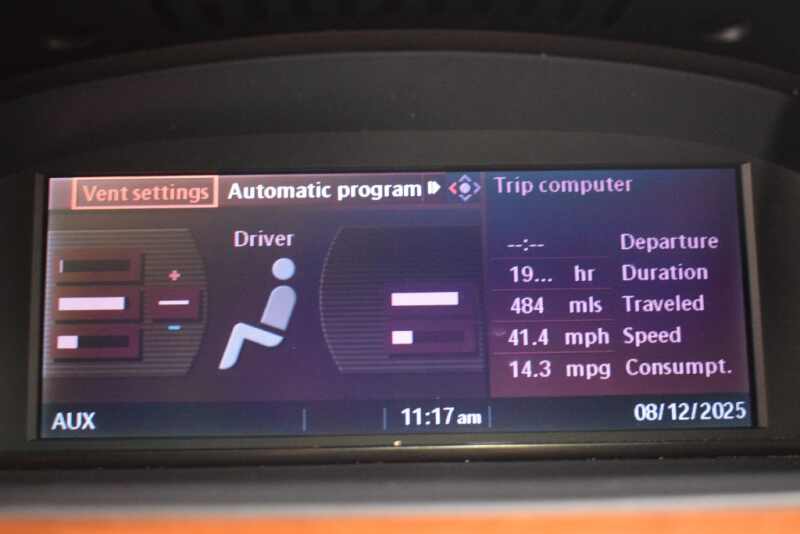 Vent settings Automatic program
Driver
Trip computer
--:-- Departure
19... hr Duration
484 mls Traveled
41.4 mph Speed
14.3 mpg Consumpt.
AUX 11:17 am 08/12/2025